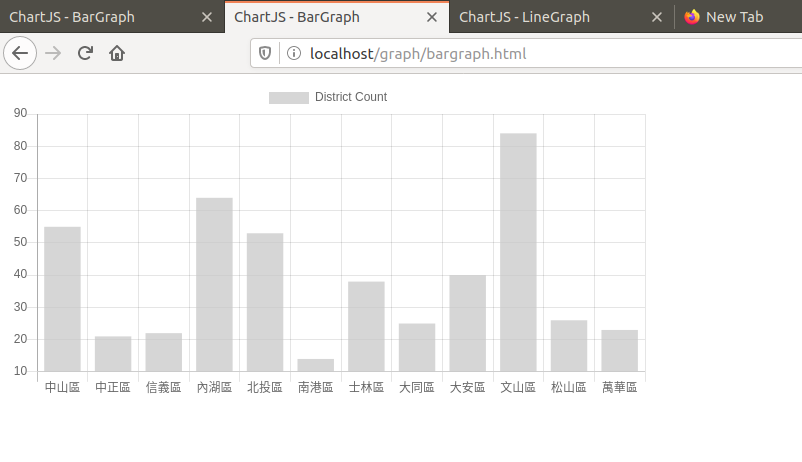 ChartJS - BarGraph
ChartJS - BarGraph
ChartJS - LineGraph
New Tab
localhost/graph/bargraph.html
District Count
90
80
70
60
50
40
30
20
10
中山區 中正區 信義區 內湖區 北投區 南港區 士林區 大同區 大安區 文山區 松山區 萬華區